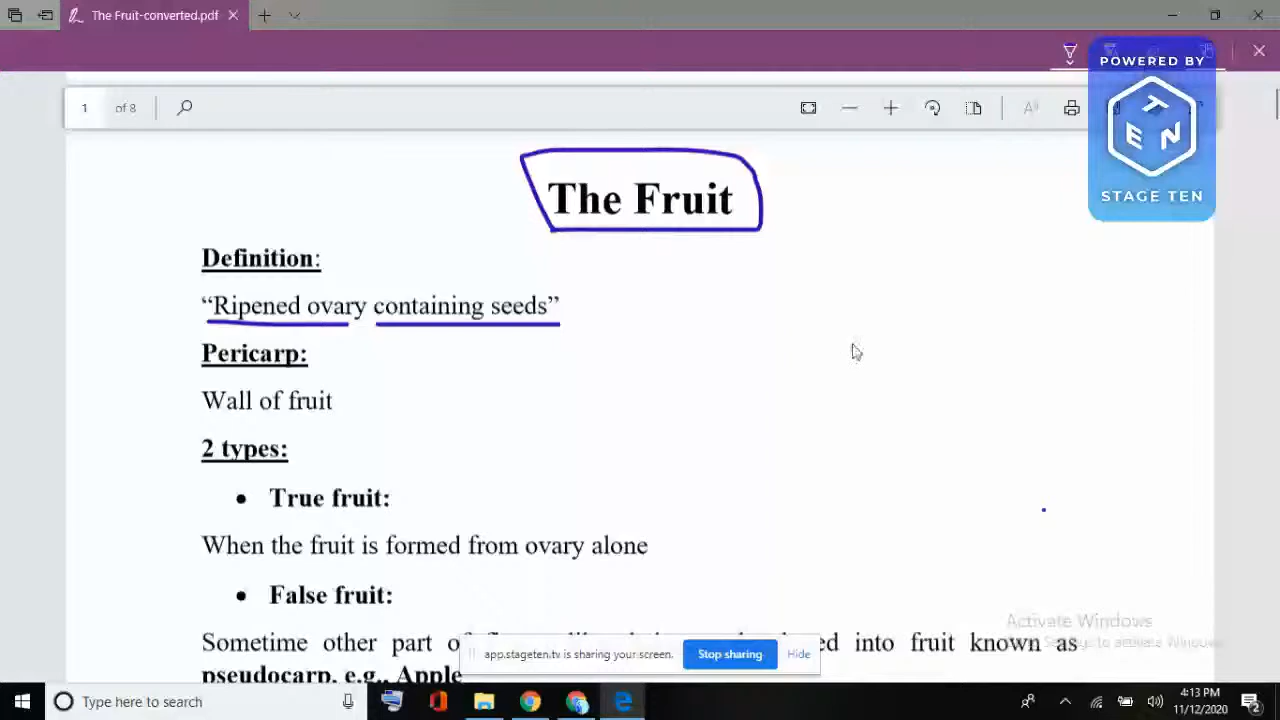 The Fruit-converted.pdf
POWERED BY
TEN
STAGE TEN
1 of 8
The Fruit
Definition:
“Ripened ovary containing seeds”
Pericarp:
Wall of fruit
2 types:
True fruit:
When the fruit is formed from ovary alone
False fruit:
Sometime other part of into fruit known as
pseudocarp, e.g., Apple
Activate Windows
app.stageten.tv is sharing your screen. Stop sharing Hide
Type here to search
4:13 PM
11/12/2020
2